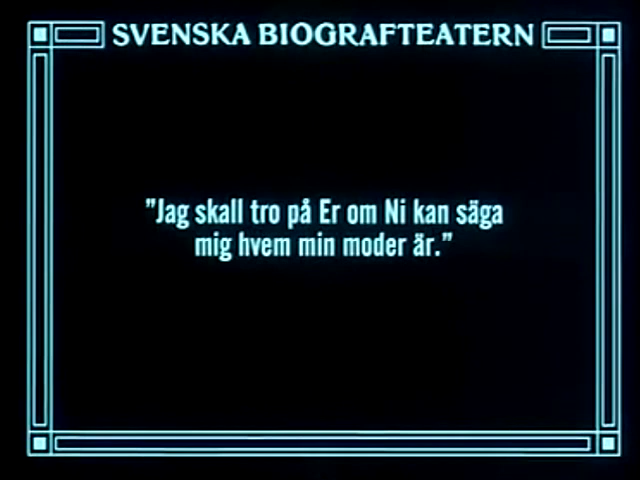 SVENSKA BIOGRAFTEATERN
"Jag skall tro på Er om Ni kan säga
mig hvem min moder är."